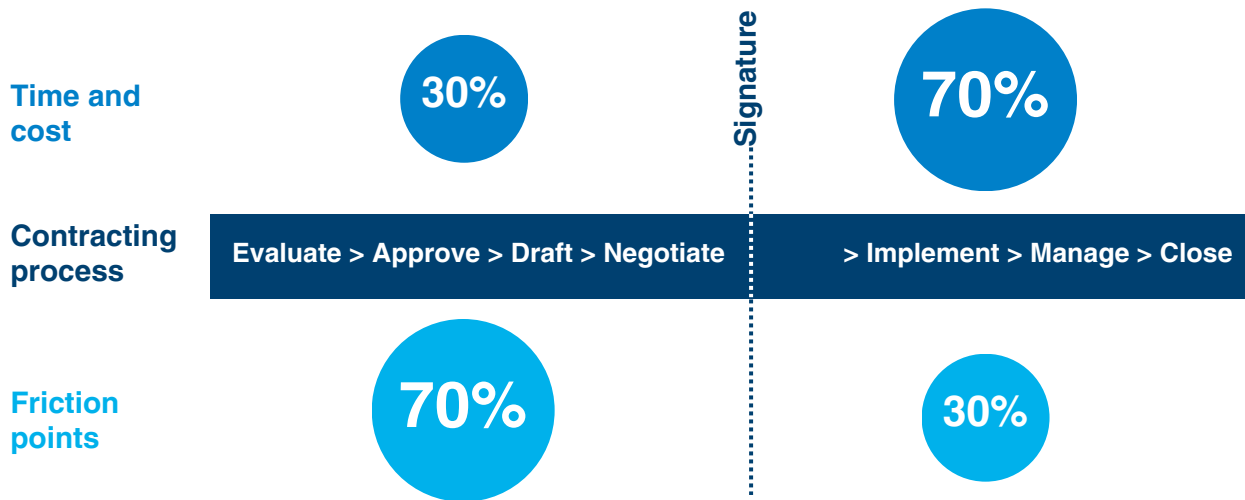 Time and
cost
30%
Signature
70%
Contracting
process
Evaluate > Approve > Draft > Negotiate
> Implement > Manage > Close
Friction
points
70%
30%